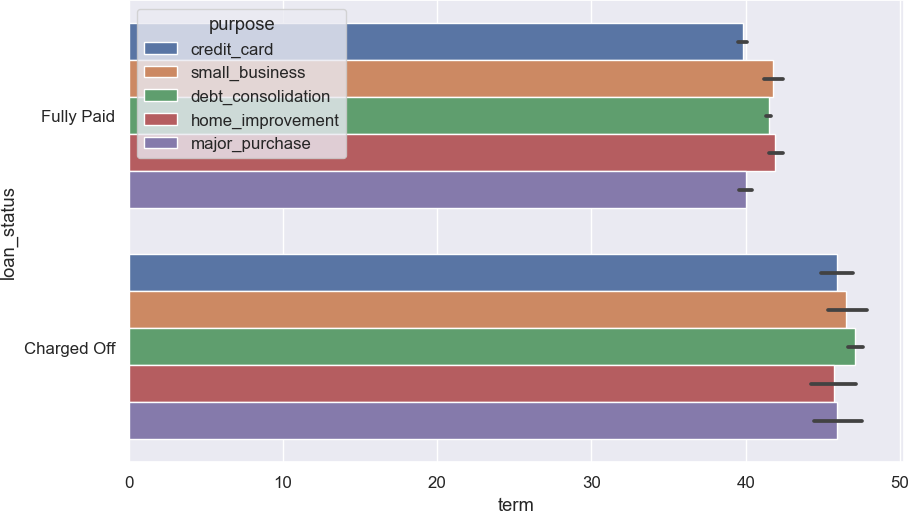 purpose
credit_card
small_business
debt_consolidation
home_improvement
major_purchase
Fully Paid
Charged Off
loan_status
0 10 20 30 40 50
term